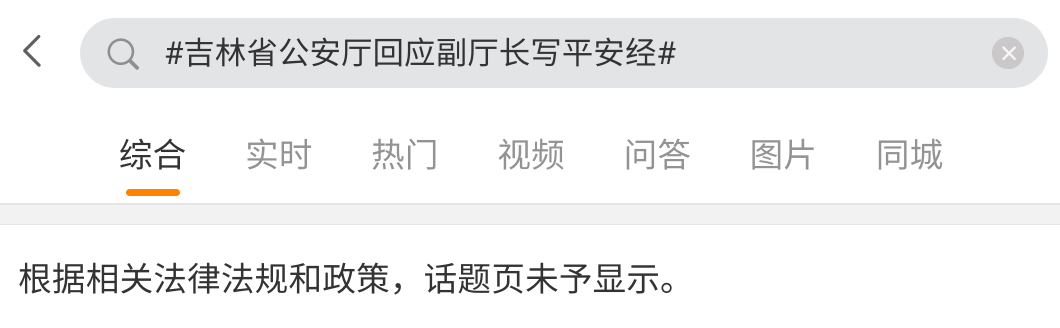 #吉林省公安厅回应副厅长写平安经#
综合 实时 热门 视频 问答 图片 同城
根据相关法律法规和政策，话题页未予显示。